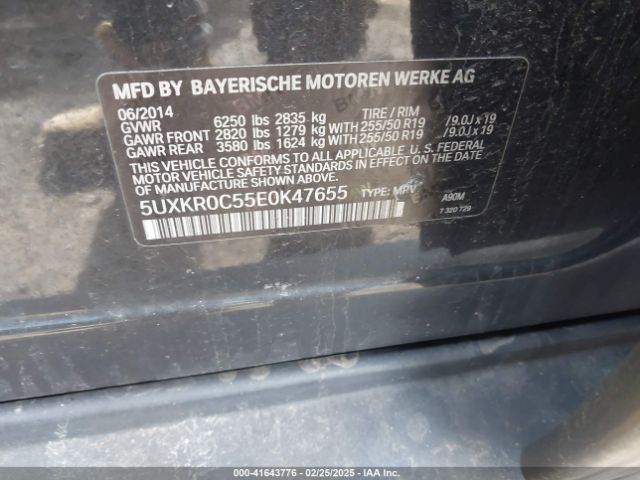 MFD BY BAYERISCHE MOTOREN WERKE AG
06/2014 TIRE / RIM
GVWR 6250 lbs 2835 kg
GAWR FRONT 2820 lbs 1279 kg WITH 255/50 R19 /9.0J x 19
GAWR REAR 3580 lbs 1624 kg WITH 255/50 R19 /9.0J x 19
THIS VEHICLE CONFORMS TO ALL APPLICABLE U. S. FEDERAL
MOTOR VEHICLE SAFETY STANDARDS IN EFFECT ON THE DATE
OF MANUFACTURE SHOWN ABOVE.
5UXKR0C55E0K47655 TYPE: MPV A90M
7 320 729
000-41643776 - 02/25/2025 - IAA Inc.